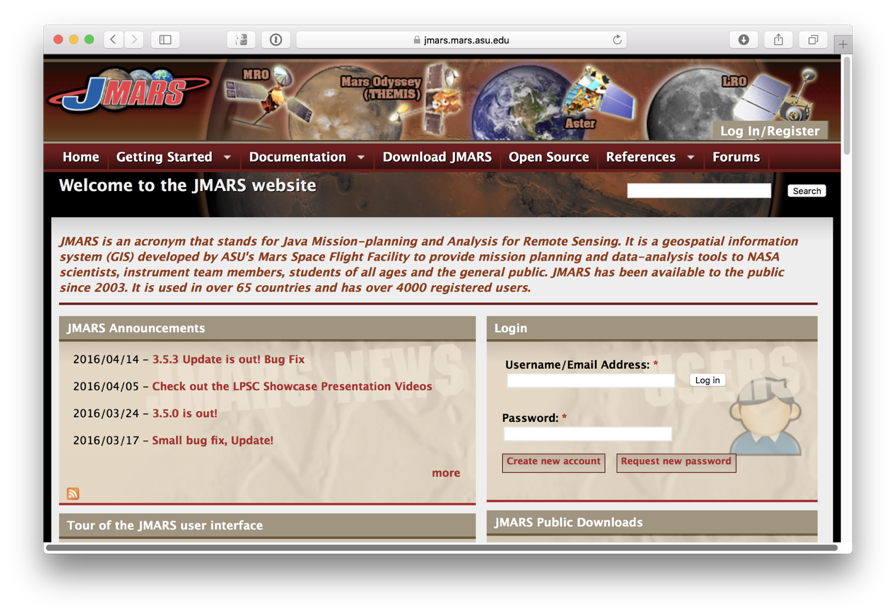 jmars.mars.asu.edu
JMARS
MRO
Mars Odyssey
(THEMIS)
Aster
LRO
Log In/Register
Home Getting Started Documentation Download JMARS Open Source References Forums
Welcome to the JMARS website
Search
JMARS is an acronym that stands for Java Mission-planning and Analysis for Remote Sensing. It is a geospatial information
system (GIS) developed by ASU's Mars Space Flight Facility to provide mission planning and data-analysis tools to NASA
scientists, instrument team members, students of all ages and the general public. JMARS has been available to the public
since 2003. It is used in over 65 countries and has over 4000 registered users.
JMARS Announcements
JMARS NEWS
2016/04/14 – 3.5.3 Update is out! Bug Fix
2016/04/05 – Check out the LPSC Showcase Presentation Videos
2016/03/24 – 3.5.0 is out!
2016/03/17 – Small bug fix, Update!
more
Login
USERS
Username/Email Address: *
Log in
Password: *
Create new account Request new password
Tour of the JMARS user interface
JMARS Public Downloads